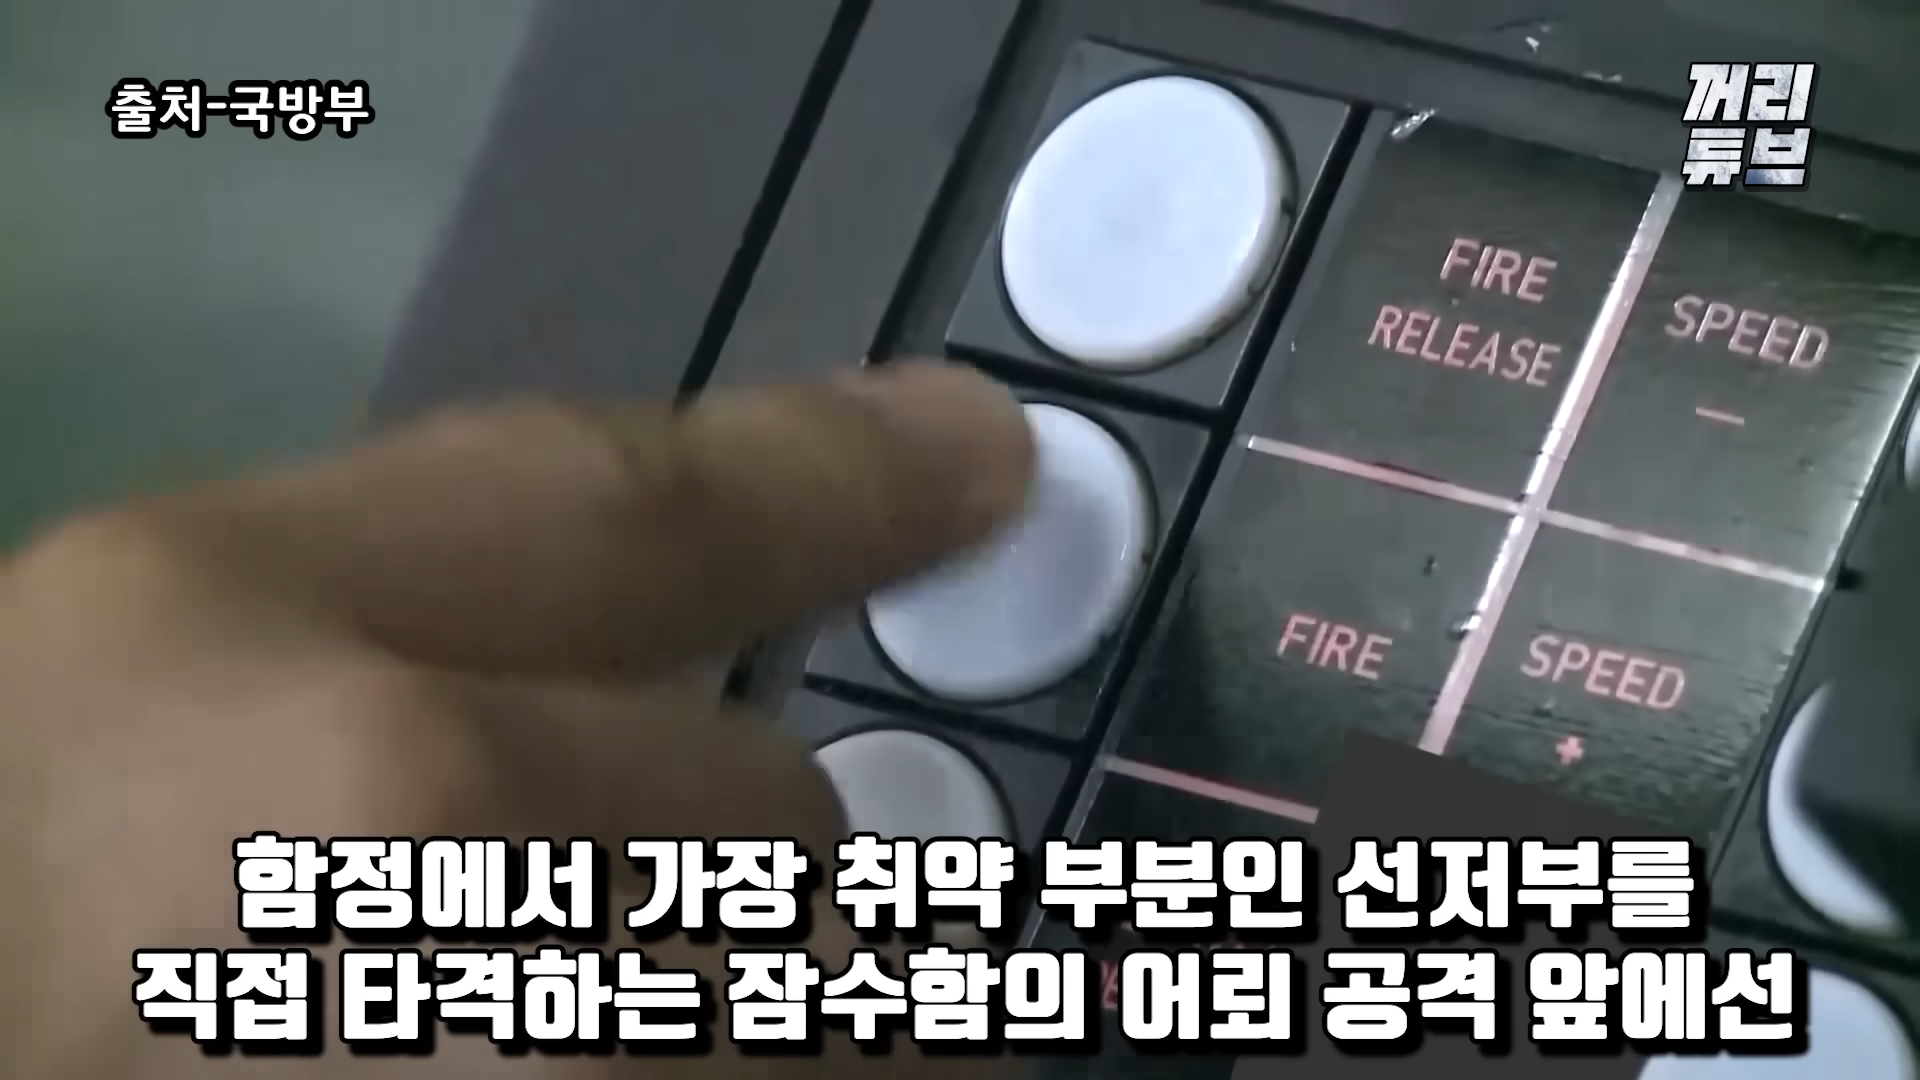 출처-국방부
꺼리
튜브
FIRE
RELEASE
SPEED
—
FIRE
SPEED
+
함정에서 가장 취약 부분인 선저부를
직접 타격하는 잠수함의 어뢰 공격 앞에선